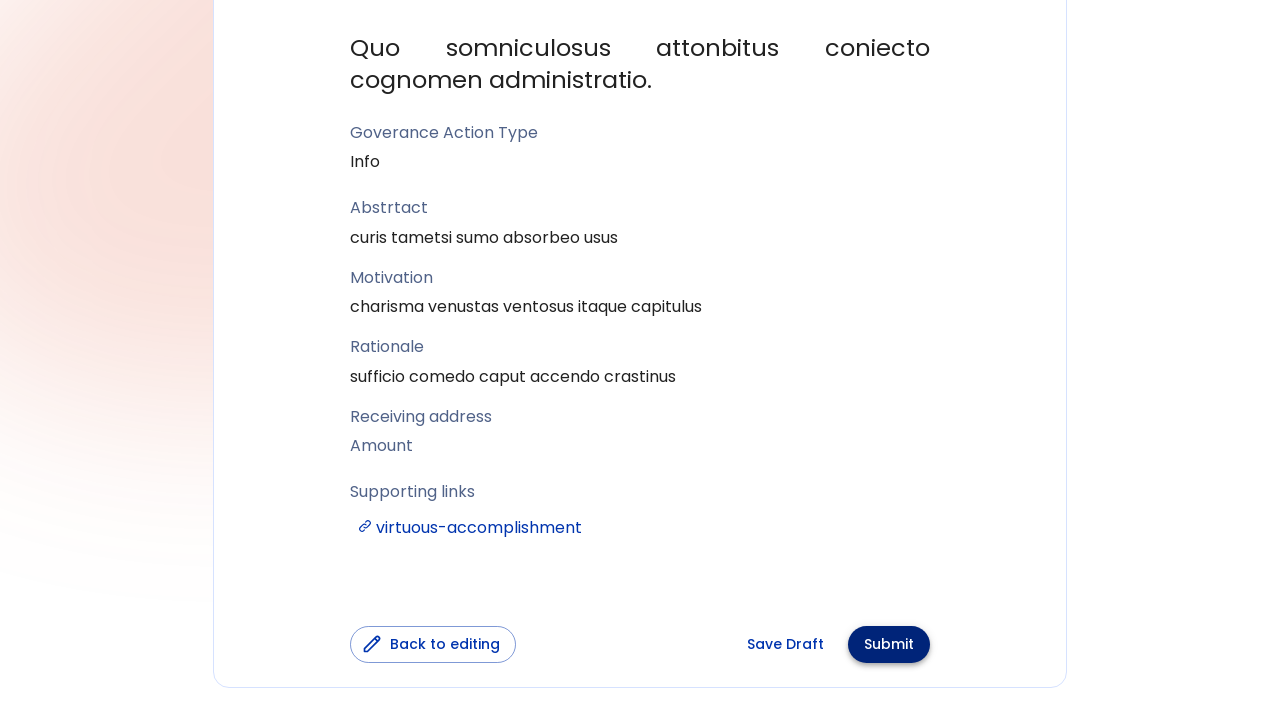 Quo somniculosus attonbitus coniecto
cognomen administratio.
Goverance Action Type
Info
Abstrtact
curis tametsi sumo absorbeo usus
Motivation
charisma venustas ventosus itaque capitulus
Rationale
sufficio comedo caput accendo crastinus
Receiving address
Amount
Supporting links
virtuous-accomplishment
Back to editing
Save Draft
Submit